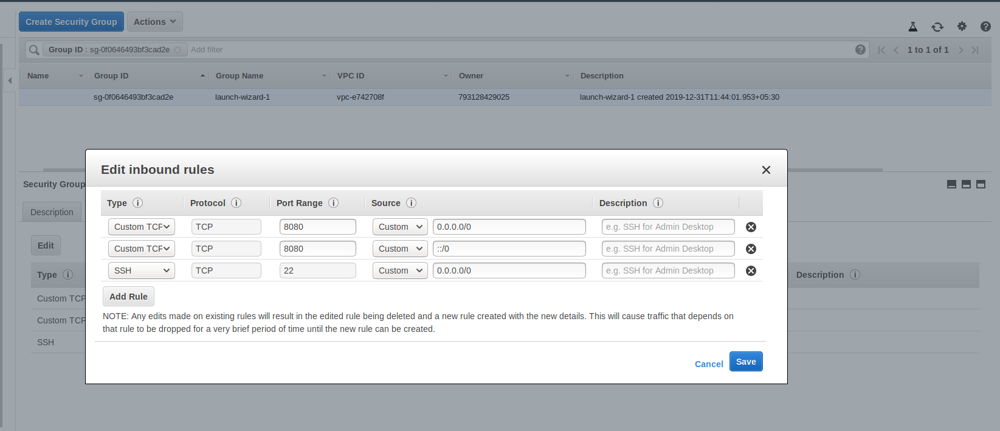 Create Security Group Actions
Group ID : sg-0f0646493bf3cad2e Add filter 1 to 1 of 1
Name Group ID Group Name VPC ID Owner Description
sg-0f0646493bf3cad2e launch-wizard-1 vpc-e742708f 793128429025 launch-wizard-1 created 2019-12-31T11:44:01.953+05:30
Edit inbound rules
Security Group
Type Protocol Port Range Source Description
Description
Custom TCP TCP 8080 Custom 0.0.0.0/0 e.g. SSH for Admin Desktop
Edit
Custom TCP TCP 8080 Custom ::/0 e.g. SSH for Admin Desktop
SSH TCP 22 Custom 0.0.0.0/0 e.g. SSH for Admin Desktop
Type Description
Add Rule
Custom TCP
NOTE: Any edits made on existing rules will result in the edited rule being deleted and a new rule created with the new details. This will cause traffic that depends on
that rule to be dropped for a very brief period of time until the new rule can be created.
Custom TCP
SSH
Cancel Save